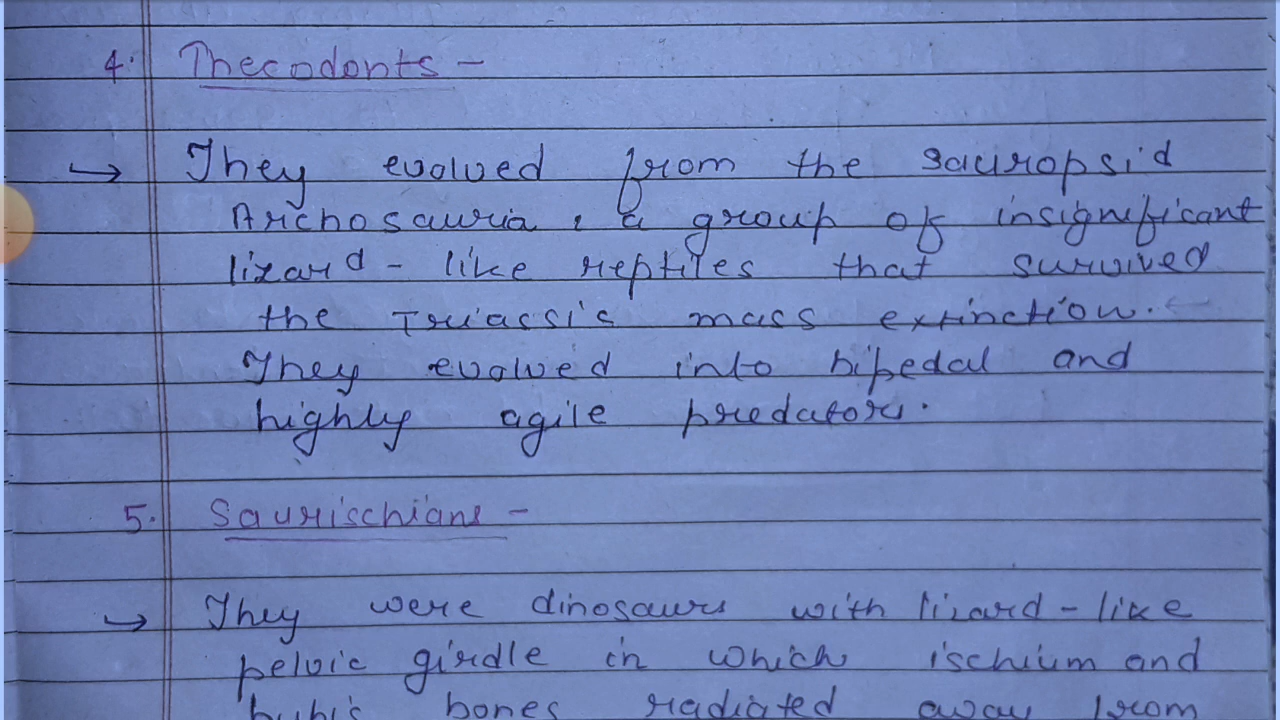 4. Thecodonts -
→ They evolved from the sauropsid
Archosauria, a group of insignificant
lizard - like reptiles that survived
the Triassic mass extinction.
They evolved into bipedal and
highly agile predators.
5. Saurischians -
→ They were dinosaurs with lizard - like
pelvic girdle in which ischium and
pubis bones radiated away from